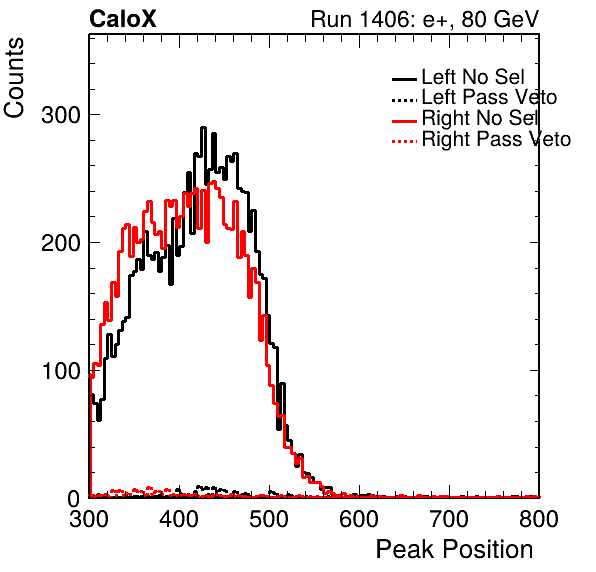 CaloX Run 1406: e+, 80 GeV
Counts
Left No Sel
Left Pass Veto
Right No Sel
Right Pass Veto
300
200
100
0
300 400 500 600 700 800
Peak Position